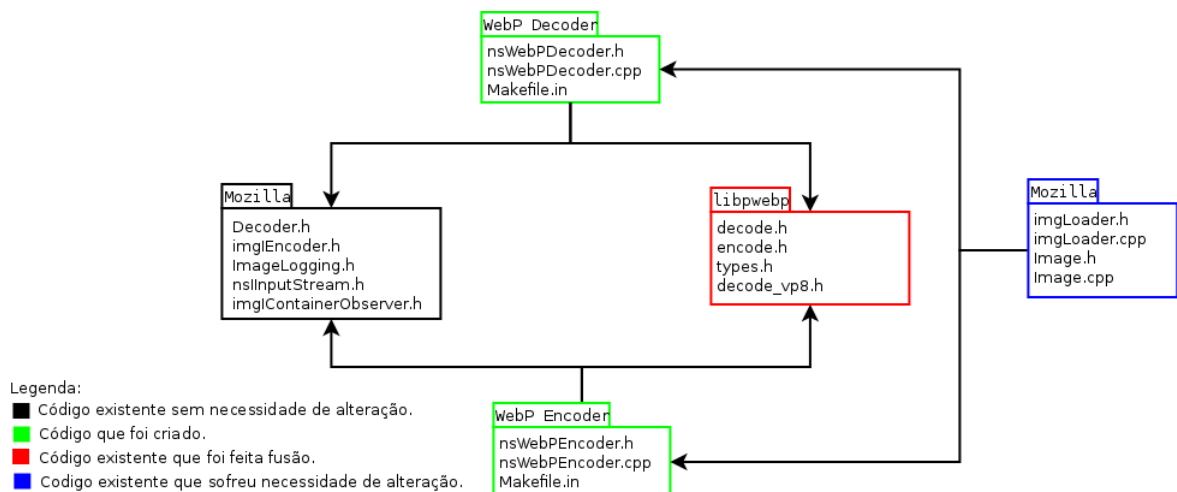 WebP Decoder
nsWebPDecoder.h
nsWebPDecoder.cpp
Makefile.in
Mozilla
Decoder.h
imgIEncoder.h
ImageLogging.h
nsIInputStream.h
imgIContainerObserver.h
libpwebp
decode.h
encode.h
types.h
decode_vp8.h
Mozilla
imgLoader.h
imgLoader.cpp
Image.h
Image.cpp
WebP Encoder
nsWebPEncoder.h
nsWebPEncoder.cpp
Makefile.in
Legenda:
Código existente sem necessidade de alteração.
Código que foi criado.
Código existente que foi feita fusão.
Codigo existente que sofreu necessidade de alteração.